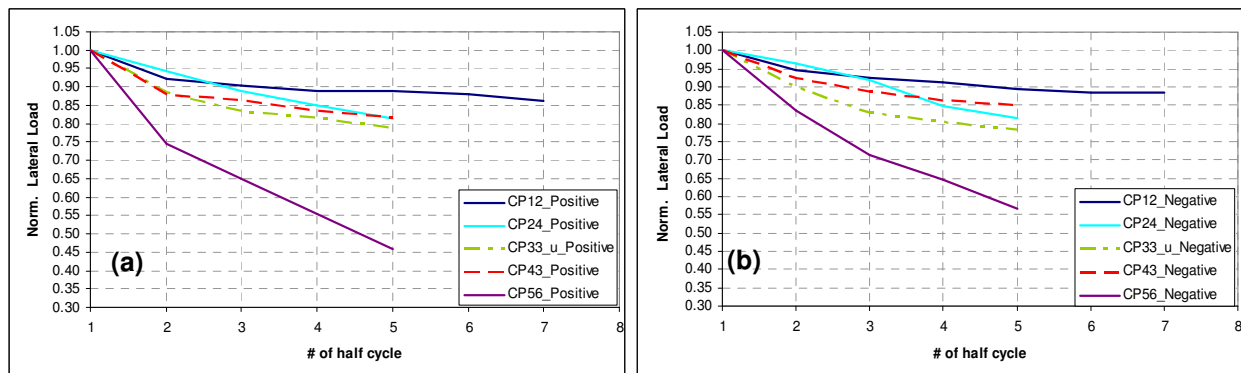 1.05
1.00
0.95
0.90
0.85
0.80
0.75
0.70
0.65
0.60
0.55
0.50
0.45
0.40
0.35
0.30
Norm. Lateral Load
(a)
CP12_Positive
CP24_Positive
CP33_u_Positive
CP43_Positive
CP56_Positive
1 2 3 4 5 6 7 8
# of half cycle
1.05
1.00
0.95
0.90
0.85
0.80
0.75
0.70
0.65
0.60
0.55
0.50
0.45
0.40
0.35
0.30
Norm. Lateral Load
(b)
CP12_Negative
CP24_Negative
CP33_u_Negative
CP43_Negative
CP56_Negative
1 2 3 4 5 6 7 8
# of half cycle